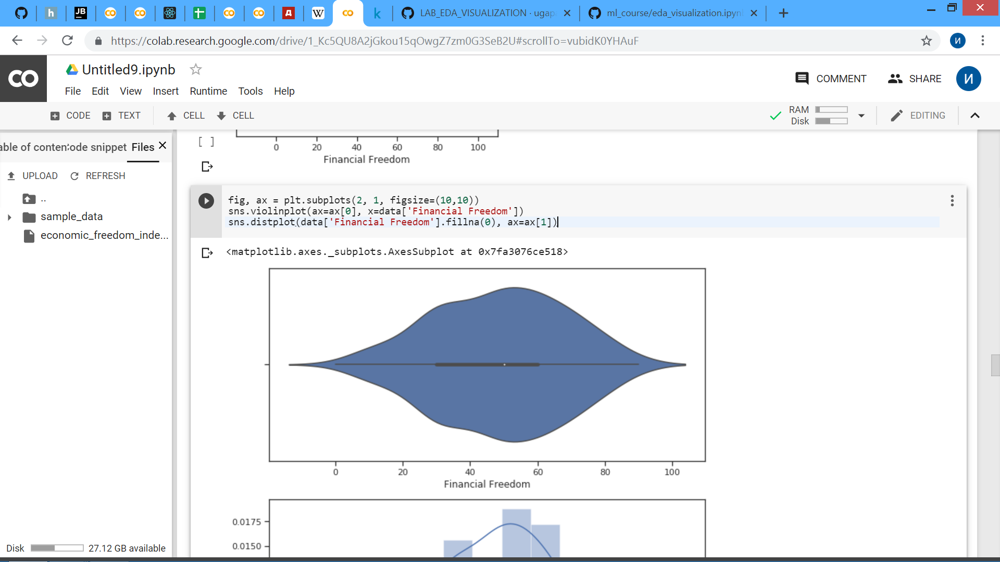 JB
h
A
W
k
LAB_EDA_VISUALIZATION · ugap
ml_course/eda_visualization.ipyn
https://colab.research.google.com/drive/1_Kc5QU8A2jGkou15qOwgZ7zm0G3SeB2U#scrollTo=vubidK0YHAuF
И
CO
Untitled9.ipynb
COMMENT
SHARE
И
File Edit View Insert Runtime Tools Help
CODE TEXT CELL CELL
RAM
Disk
EDITING
able of conten
ode snippet
Files
UPLOAD REFRESH
..
sample_data
economic_freedom_inde...
Disk 27.12 GB available
[ ]
0 20 40 60 80 100
Financial Freedom
fig, ax = plt.subplots(2, 1, figsize=(10,10))
sns.violinplot(ax=ax[0], x=data['Financial Freedom'])
sns.distplot(data['Financial Freedom'].fillna(0), ax=ax[1])
<matplotlib.axes._subplots.AxesSubplot at 0x7fa3076ce518>
0 20 40 60 80 100
Financial Freedom
0.0175
0.0150